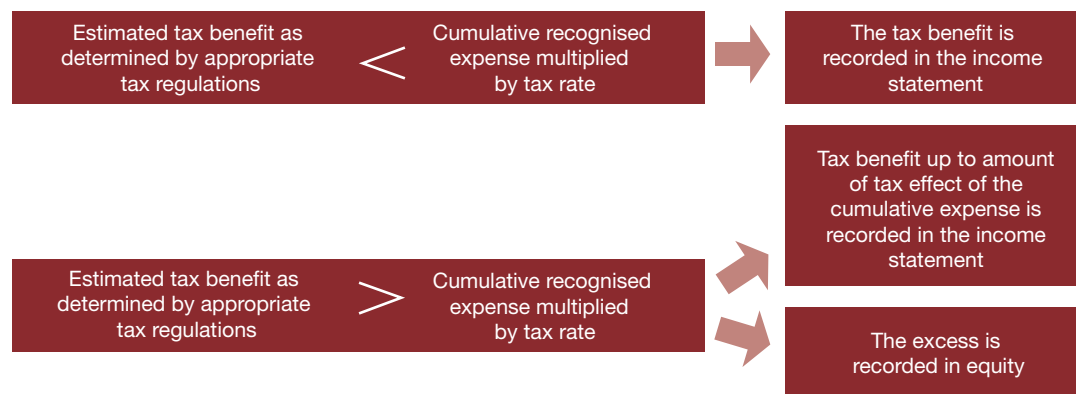 Estimated tax benefit as
determined by appropriate
tax regulations
<
Cumulative recognised
expense multiplied
by tax rate
The tax benefit is
recorded in the income
statement
Tax benefit up to amount
of tax effect of the
cumulative expense is
recorded in the income
statement
Estimated tax benefit as
determined by appropriate
tax regulations
>
Cumulative recognised
expense multiplied
by tax rate
The excess is
recorded in equity